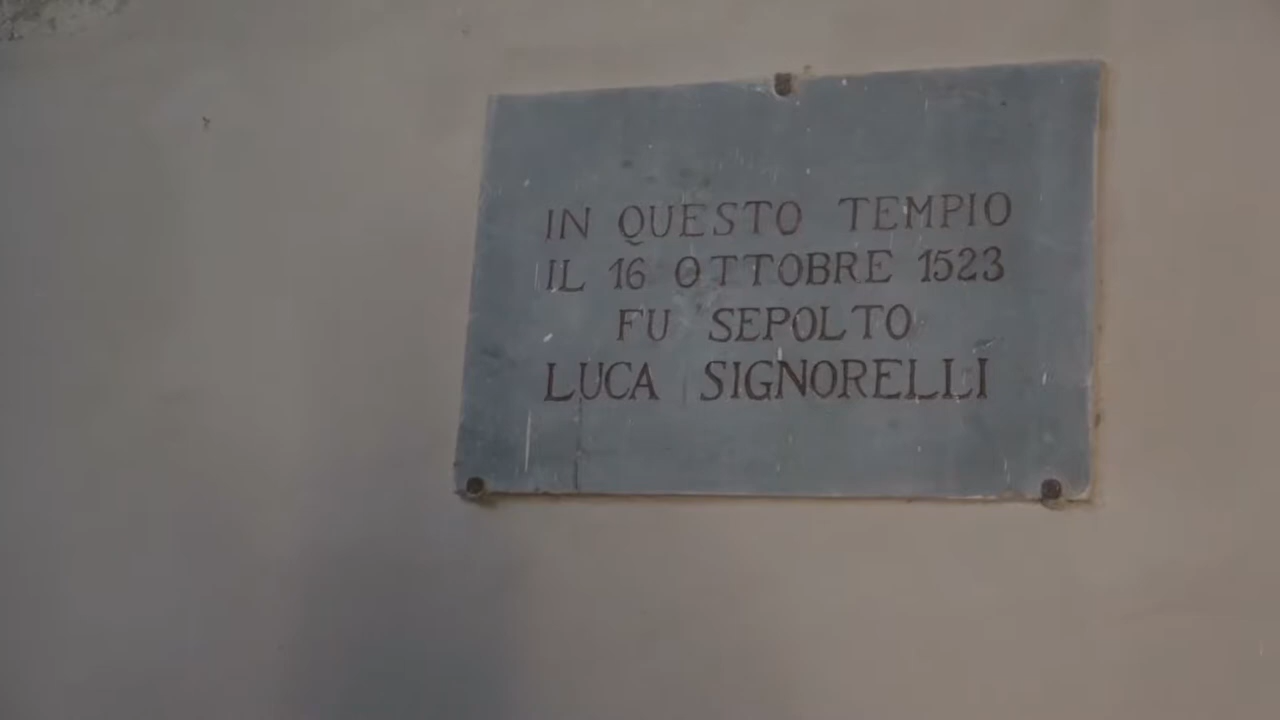 IN QUESTO TEMPIO
IL 16 OTTOBRE 1523
FU SEPOLTO
LUCA SIGNORELLI